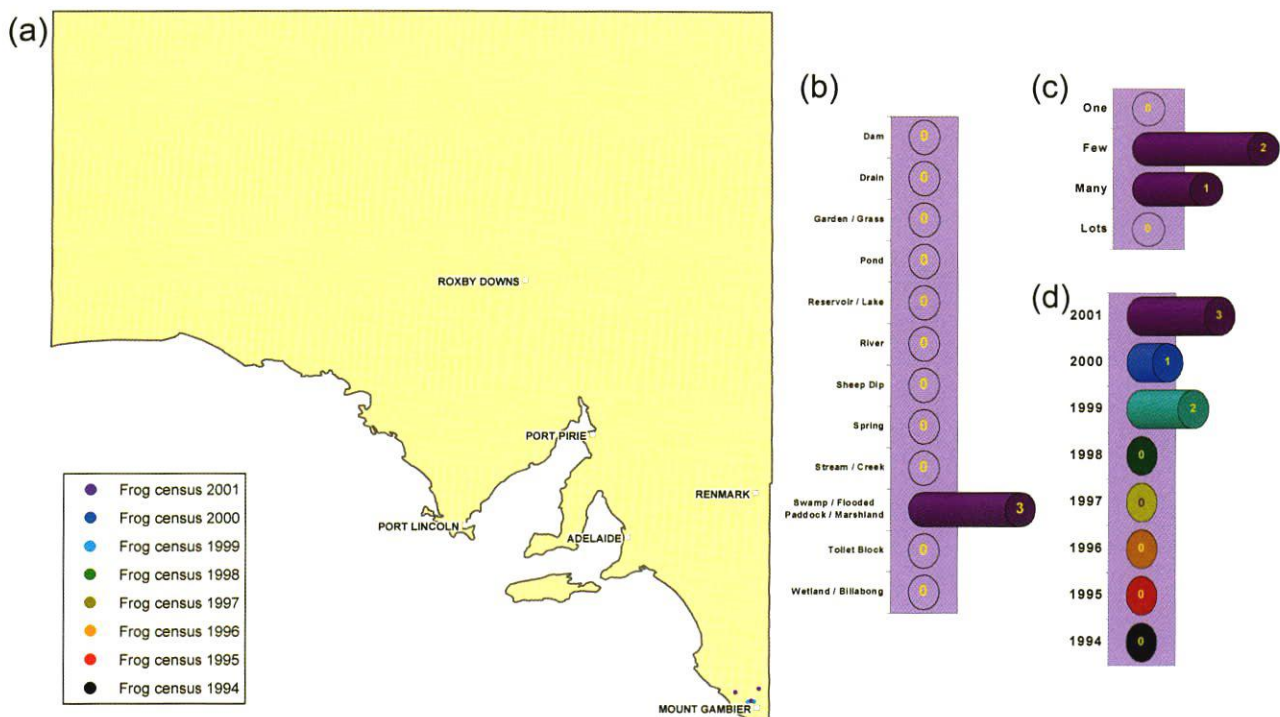 (a)
ROXBY DOWNS
PORT PIRIE
RENMARK
PORT LINCOLN
ADELAIDE
MOUNT GAMBIER
Frog census 2001
Frog census 2000
Frog census 1999
Frog census 1998
Frog census 1997
Frog census 1996
Frog census 1995
Frog census 1994
(b)
Dam 0
Drain 0
Garden / Grass 0
Pond 0
Reservoir / Lake 0
River 0
Sheep Dip 0
Spring 0
Stream / Creek 0
Swamp / Flooded
Paddock / Marshland 3
Toilet Block 0
Wetland / Billabong 0
(c)
One 0
Few 2
Many 1
Lots 0
(d)
2001 3
2000 1
1999 2
1998 0
1997 0
1996 0
1995 0
1994 0